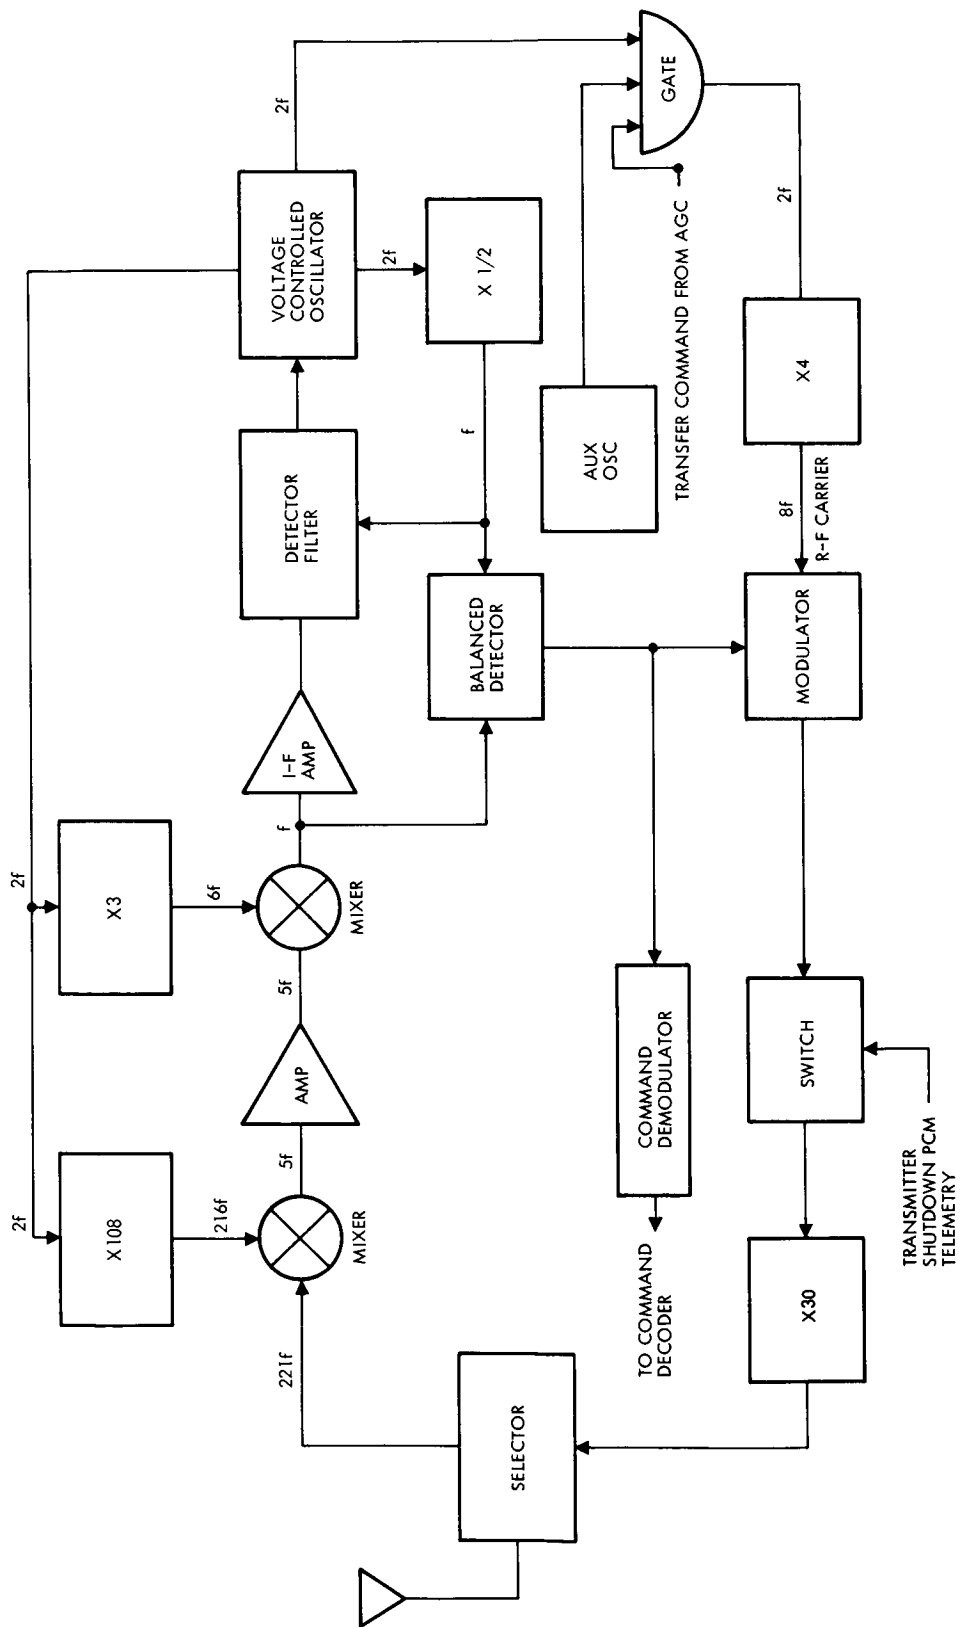 2f
2f
X108
X3
216f
6f
221f
5f
5f
f
MIXER
MIXER
AMP
I-F
AMP
DETECTOR
FILTER
VOLTAGE
CONTROLLED
OSCILLATOR
2f
2f
X 1/2
f
BALANCED
DETECTOR
SELECTOR
AUX
OSC
GATE
TRANSFER COMMAND FROM AGC
2f
X4
8f
R-F CARRIER
MODULATOR
COMMAND
DEMODULATOR
TO COMMAND
DECODER
SWITCH
TRANSMITTER
SHUTDOWN PCM
TELEMETRY
X30